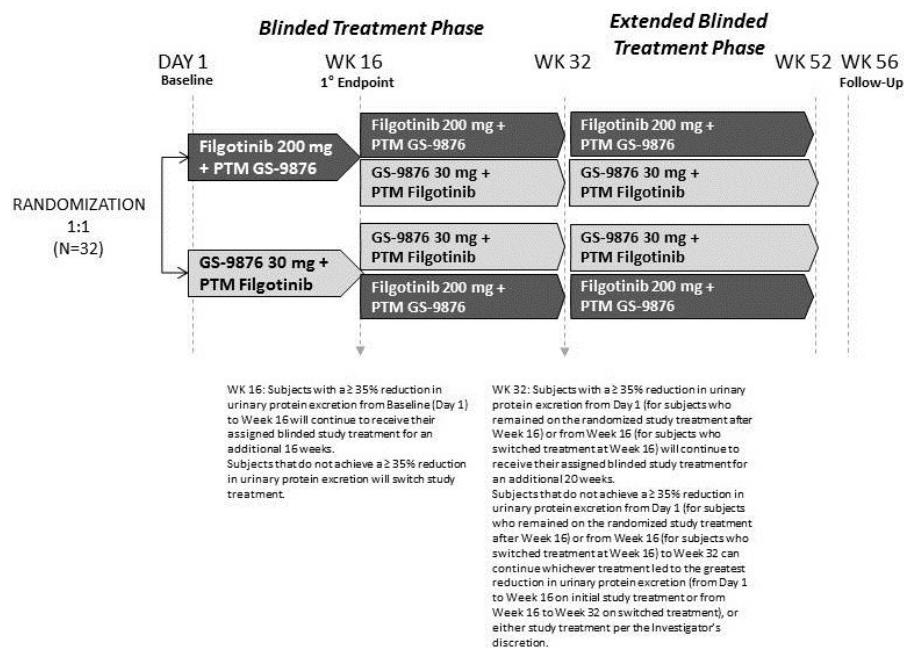 Blinded Treatment Phase
Extended Blinded
Treatment Phase
DAY 1
Baseline
WK 16
1° Endpoint
WK 32
WK 52
WK 56
Follow-Up
RANDOMIZATION
1:1
(N=32)
Filgotinib 200 mg
+ PTM GS-9876
Filgotinib 200 mg +
PTM GS-9876
Filgotinib 200 mg +
PTM GS-9876
GS-9876 30 mg +
PTM Filgotinib
GS-9876 30 mg +
PTM Filgotinib
GS-9876 30 mg +
PTM Filgotinib
GS-9876 30 mg +
PTM Filgotinib
GS-9876 30 mg +
PTM Filgotinib
Filgotinib 200 mg +
PTM GS-9876
Filgotinib 200 mg +
PTM GS-9876
WK 16: Subjects with a ≥ 35% reduction in
urinary protein excretion from Baseline (Day 1)
to Week 16 will continue to receive their
assigned blinded study treatment for an
additional 16 weeks.
Subjects that do not achieve a ≥ 35% reduction
in urinary protein excretion will switch study
treatment.
WK 32: Subjects with a ≥ 35% reduction in urinary
protein excretion from Day 1 (for subjects who
remained on the randomized study treatment after
Week 16) or from Week 16 (for subjects who
switched treatment at Week 16) will continue to
receive their assigned blinded study treatment for
an additional 20 weeks.
Subjects that do not achieve a ≥ 35% reduction in
urinary protein excretion from Day 1 (for subjects
who remained on the randomized study treatment
after Week 16) or from Week 16 (for subjects who
switched treatment at Week 16) to Week 32 can
continue whichever treatment led to the greatest
reduction in urinary protein excretion (from Day 1
to Week 16 on initial study treatment or from
Week 16 to Week 32 on switched treatment), or
either study treatment per the Investigator's
discretion.